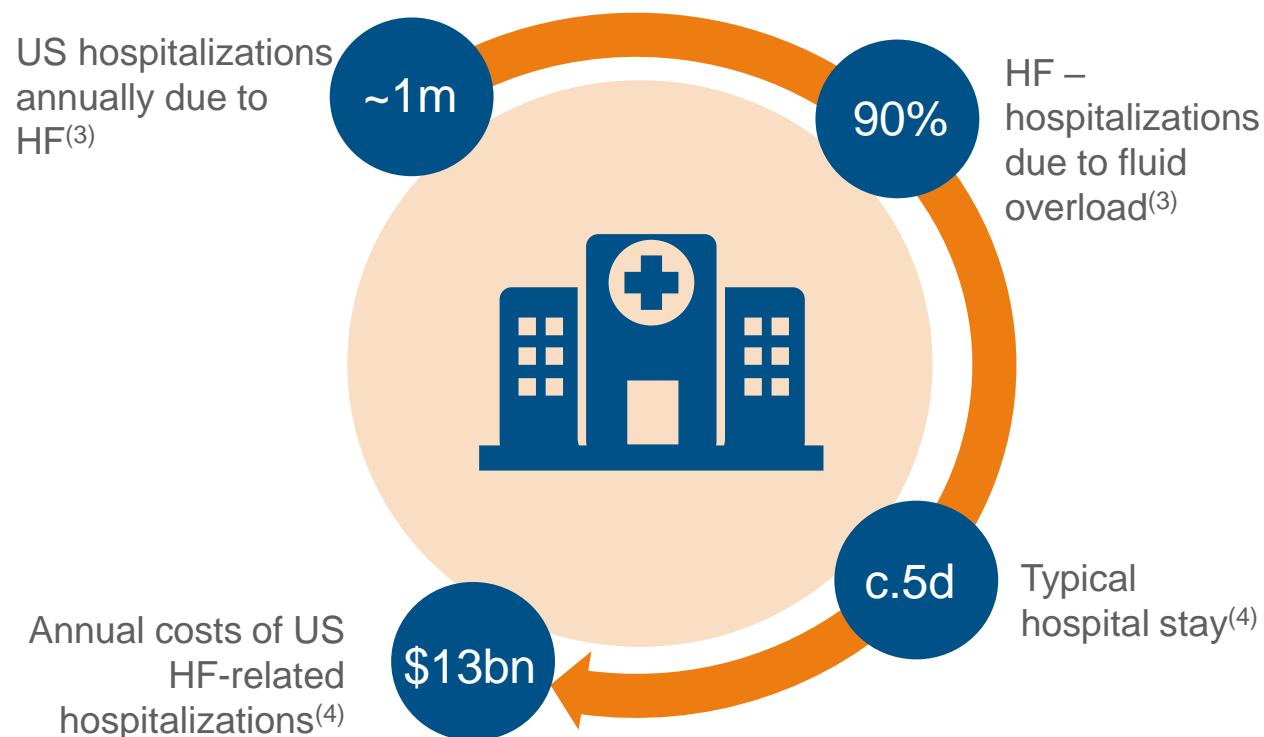 US hospitalizations
annually due to
HF(3)
~1m
90%
HF –
hospitalizations
due to fluid
overload(3)
c.5d
Typical
hospital stay(4)
$13bn
Annual costs of US
HF-related
hospitalizations(4)